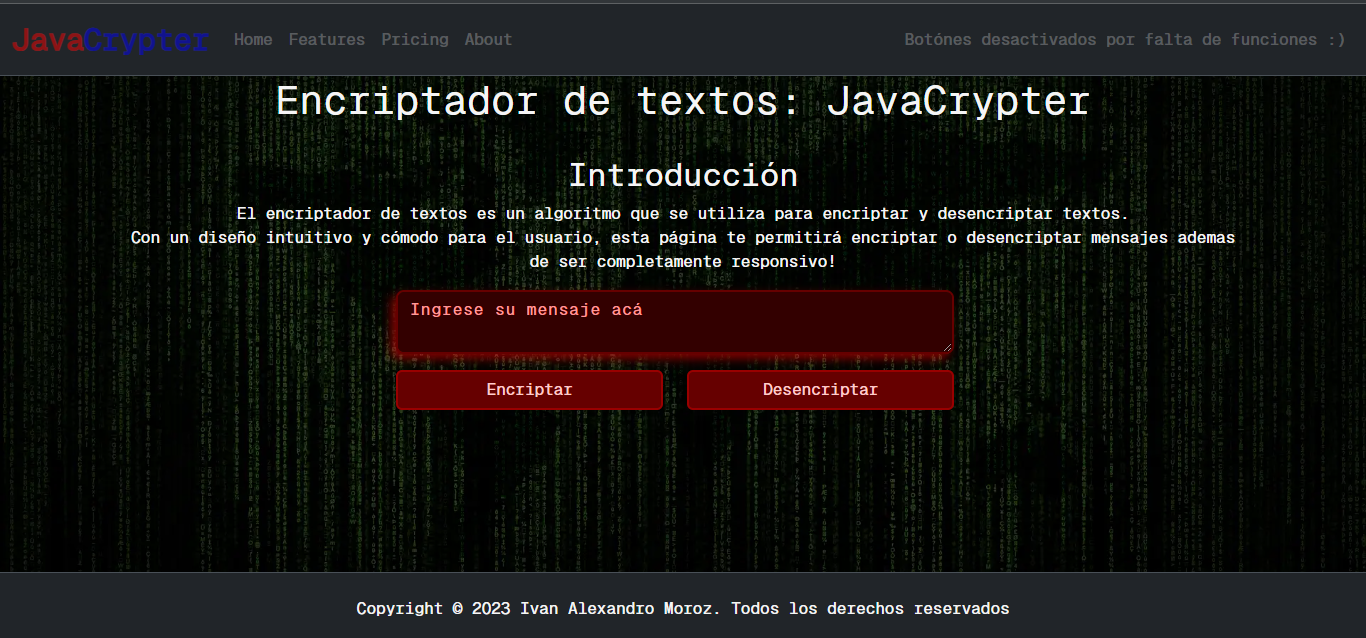 JavaCrypter Home Features Pricing About Botónes desactivados por falta de funciones :)
Encriptador de textos: JavaCrypter
Introducción
El encriptador de textos es un algoritmo que se utiliza para encriptar y desencriptar textos.
Con un diseño intuitivo y cómodo para el usuario, esta página te permitirá encriptar o desencriptar mensajes ademas
de ser completamente responsivo!
Ingrese su mensaje acá
Encriptar Desencriptar
Copyright © 2023 Ivan Alexandro Moroz. Todos los derechos reservados